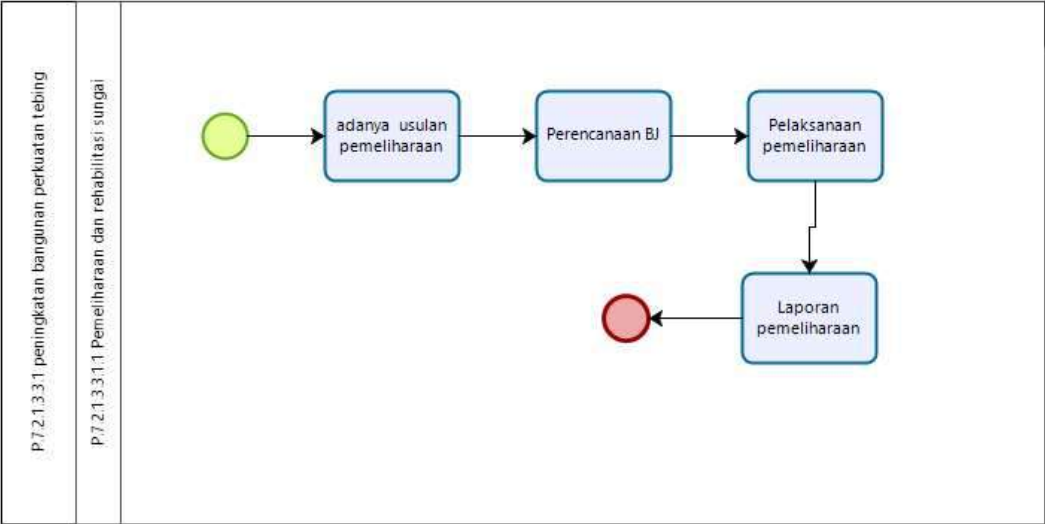 P.7.2.1.3.3.1 peningkatan bangunan perkuatan tebing
P.7.2.1.3.3.1.1 Pemeliharaan dan rehabilitasi sungai
adanya usulan
pemeliharaan
Perencanaan BJ
Pelaksanaan
pemeliharaan
Laporan
pemeliharaan